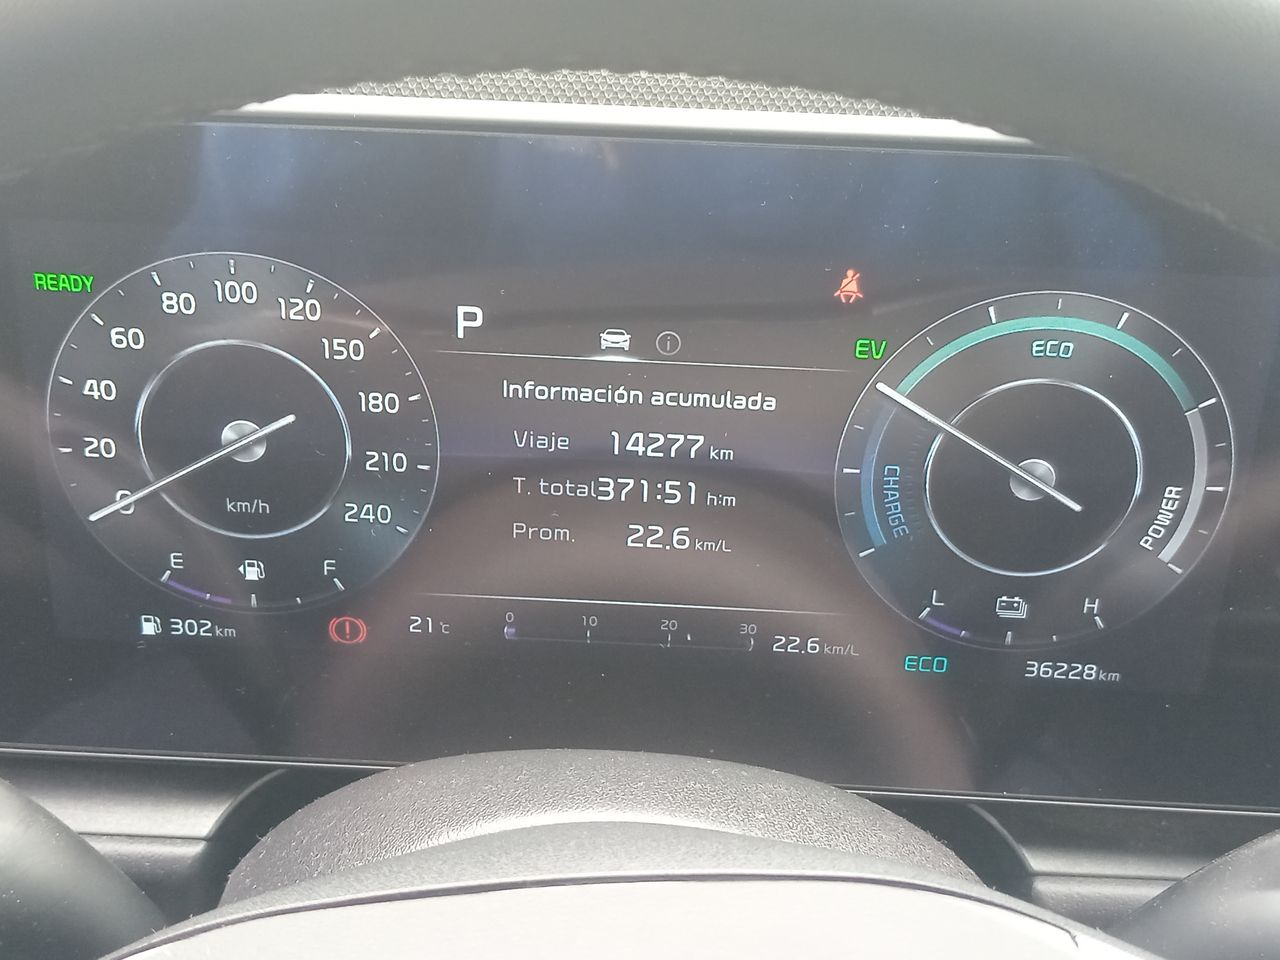 READY
0
20
40
60
80
100
120
150
180
210
240
km/h
E
F
302 km
P
Información acumulada
Viaje 14277 km
T. total 371:51 h:m
Prom. 22.6 km/L
21 °C
0 10 20 30
22.6 km/L
EV
ECO
CHARGE
POWER
L
H
ECO
36228 km